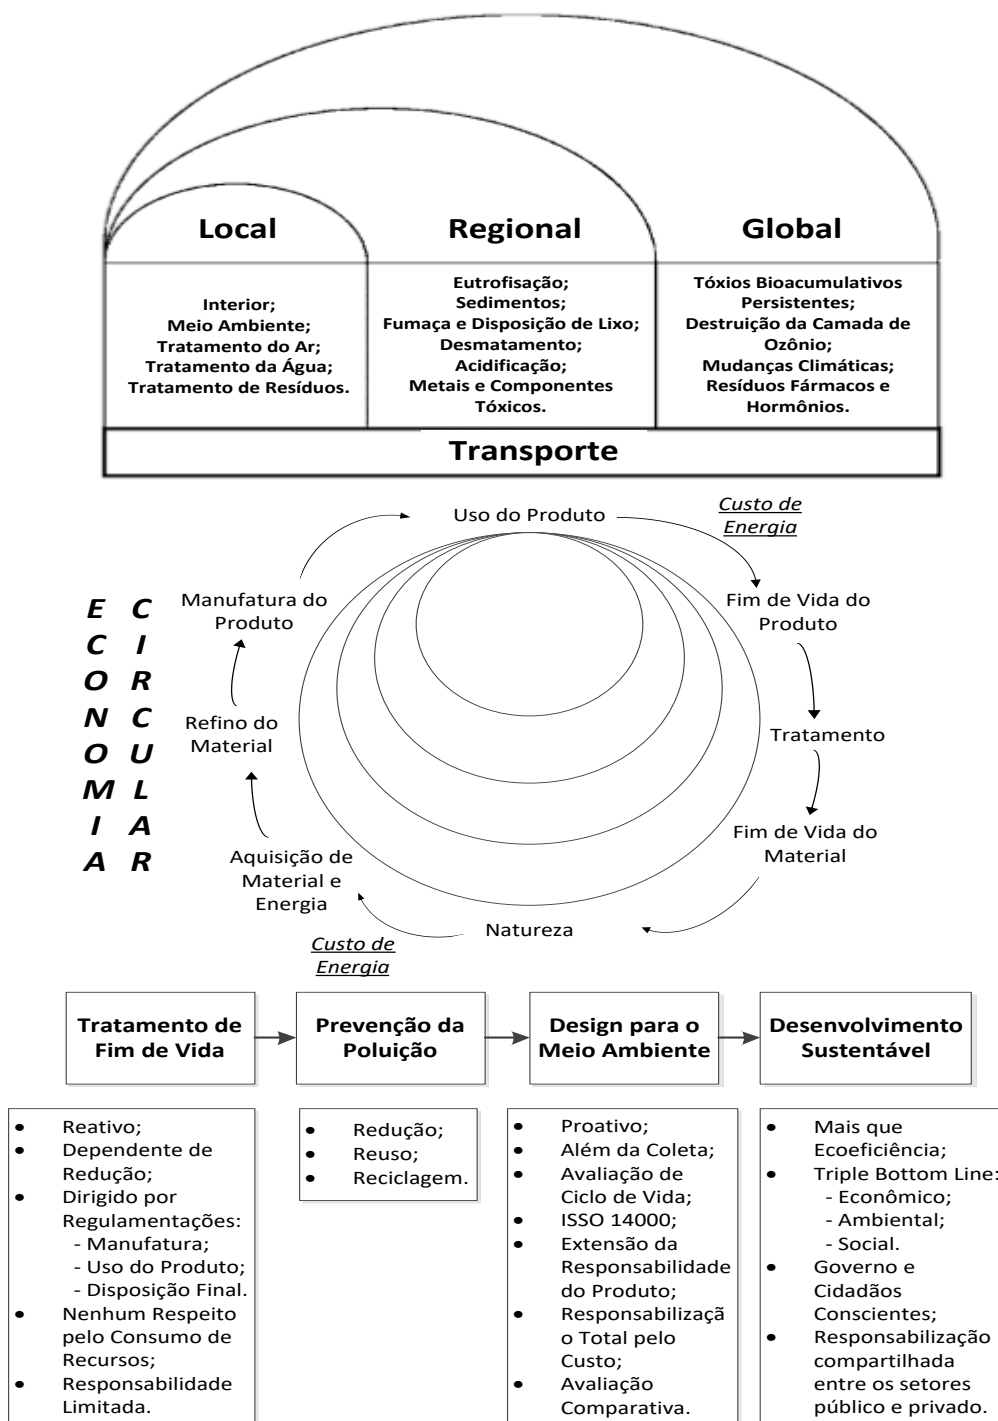 Local
Regional
Global
Interior;
Meio Ambiente;
Tratamento do Ar;
Tratamento da Água;
Tratamento de Resíduos.
Eutrofisação;
Sedimentos;
Fumaça e Disposição de Lixo;
Desmatamento;
Acidificação;
Metais e Componentes
Tóxicos.
Tóxios Bioacumulativos
Persistentes;
Destruição da Camada de
Ozônio;
Mudanças Climáticas;
Resíduos Fármacos e
Hormônios.
Transporte
ECONOMIA
CIRCULAR
Uso do Produto
Custo de
Energia
Fim de Vida do
Produto
Tratamento
Fim de Vida do
Material
Natureza
Custo de
Energia
Aquisição de
Material e
Energia
Refino do
Material
Manufatura do
Produto
Tratamento de
Fim de Vida
Prevenção da
Poluição
Design para o
Meio Ambiente
Desenvolvimento
Sustentável
• Reativo;
• Dependente de
Redução;
• Dirigido por
Regulamentações:
- Manufatura;
- Uso do Produto;
- Disposição Final.
• Nenhum Respeito
pelo Consumo de
Recursos;
• Responsabilidade
Limitada.
• Redução;
• Reuso;
• Reciclagem.
• Proativo;
• Além da Coleta;
• Avaliação de
Ciclo de Vida;
• ISSO 14000;
• Extensão da
Responsabilidade
do Produto;
• Responsabilizaçã
o Total pelo
Custo;
• Avaliação
Comparativa.
• Mais que
Ecoeficiência;
• Triple Bottom Line:
- Econômico;
- Ambiental;
- Social.
• Governo e
Cidadãos
Conscientes;
• Responsabilização
compartilhada
entre os setores
público e privado.